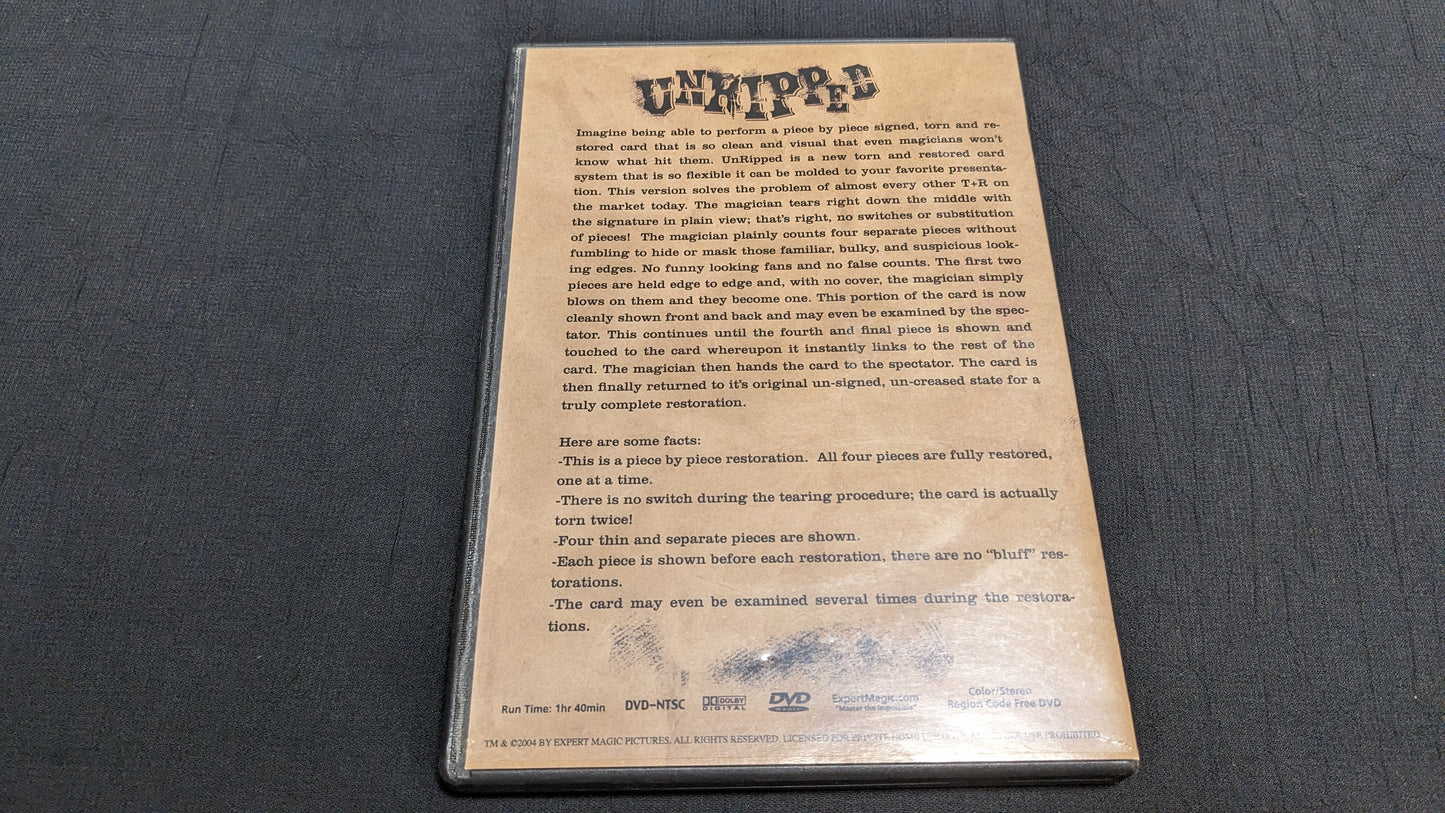 UNRIPPED
Imagine being able to perform a piece by piece signed, torn and re-
stored card that is so clean and visual that even magicians won't
know what hit them. UnRipped is a new torn and restored card
system that is so flexible it can be molded to your favorite presenta-
tion. This version solves the problem of almost every other T+R on
the market today. The magician tears right down the middle with
the signature in plain view; that's right, no switches or substitution
of pieces! The magician plainly counts four separate pieces without
fumbling to hide or mask those familiar, bulky, and suspicious look-
ing edges. No funny looking fans and no false counts. The first two
pieces are held edge to edge and, with no cover, the magician simply
blows on them and they become one. This portion of the card is now
cleanly shown front and back and may even be examined by the spec-
tator. This continues until the fourth and final piece is shown and
touched to the card whereupon it instantly links to the rest of the
card. The magician then hands the card to the spectator. The card is
then finally returned to it's original un-signed, un-creased state for a
truly complete restoration.
Here are some facts:
-This is a piece by piece restoration. All four pieces are fully restored,
one at a time.
-There is no switch during the tearing procedure; the card is actually
torn twice!
-Four thin and separate pieces are shown.
-Each piece is shown before each restoration, there are no “bluff” res-
torations.
-The card may even be examined several times during the restora-
tions.
Run Time: 1hr 40min
DVD-NTSC
DOLBY
DIGITAL
DVD
ExpertMagic.com
"Master the impossible"
Color/Stereo
Region Code Free DVD
TM & ©2004 BY EXPERT MAGIC PICTURES. ALL RIGHTS RESERVED. LICENSED FOR PRIVATE HOME USE PROHIBITED